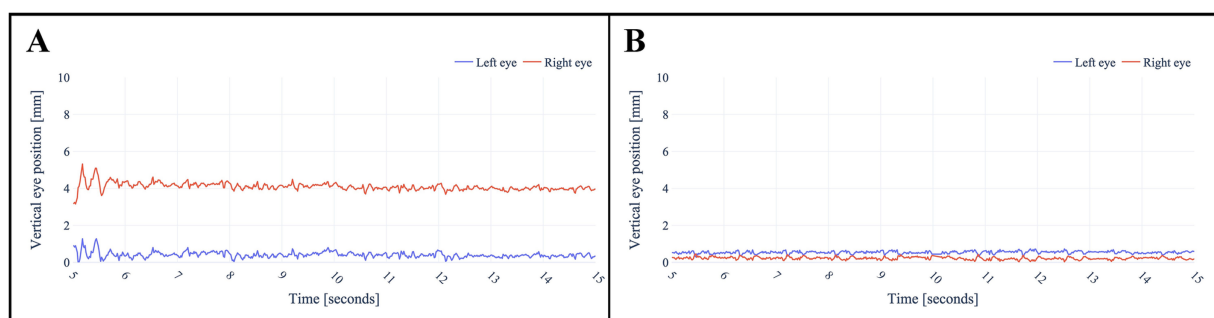 A
Left eye Right eye
Vertical eye position [mm]
10
8
6
4
2
0
5 6 7 8 9 10 11 12 13 14 15
Time [seconds]
B
Left eye Right eye
Vertical eye position [mm]
10
8
6
4
2
0
5 6 7 8 9 10 11 12 13 14 15
Time [seconds]